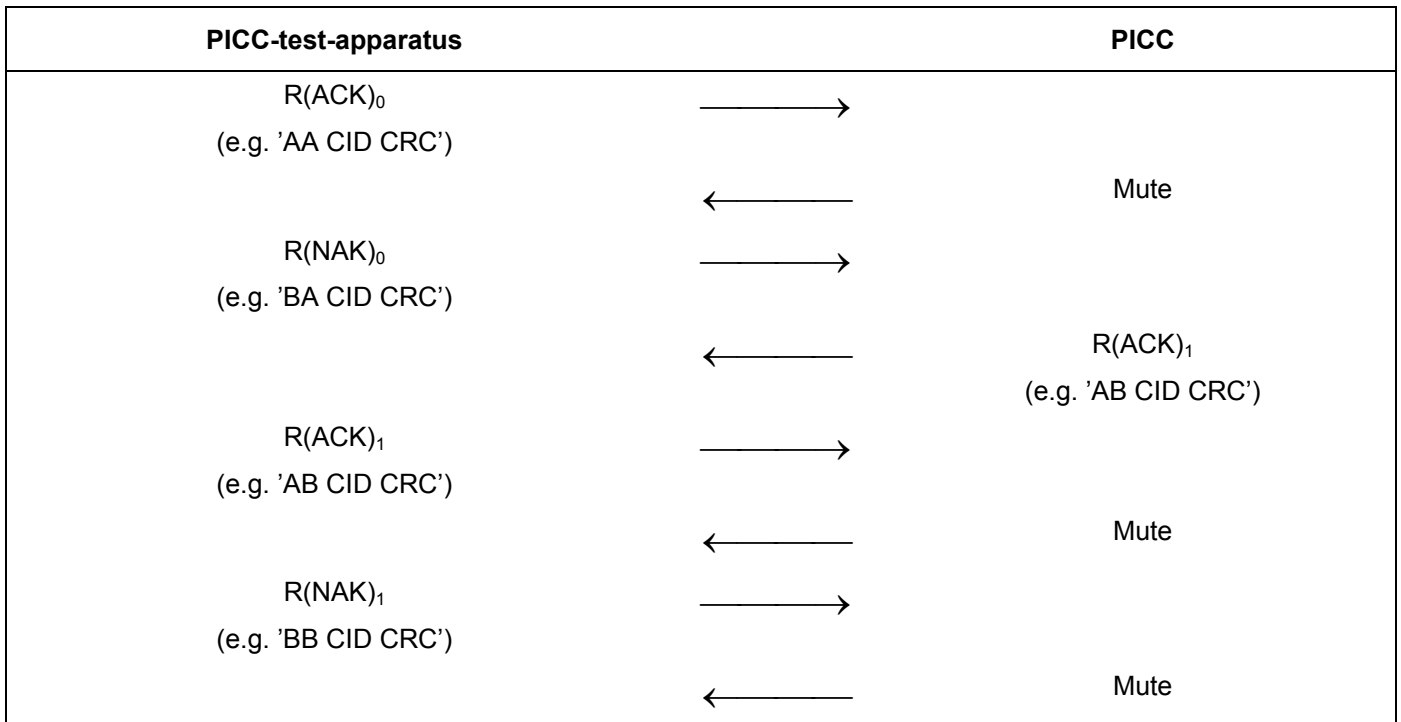 PICC-test-apparatus PICC
R(ACK)₀
(e.g. ’AA CID CRC’)
Mute
R(NAK)₀
(e.g. ’BA CID CRC’)
R(ACK)₁
(e.g. ’AB CID CRC’)
R(ACK)₁
(e.g. ’AB CID CRC’)
Mute
R(NAK)₁
(e.g. ’BB CID CRC’)
Mute